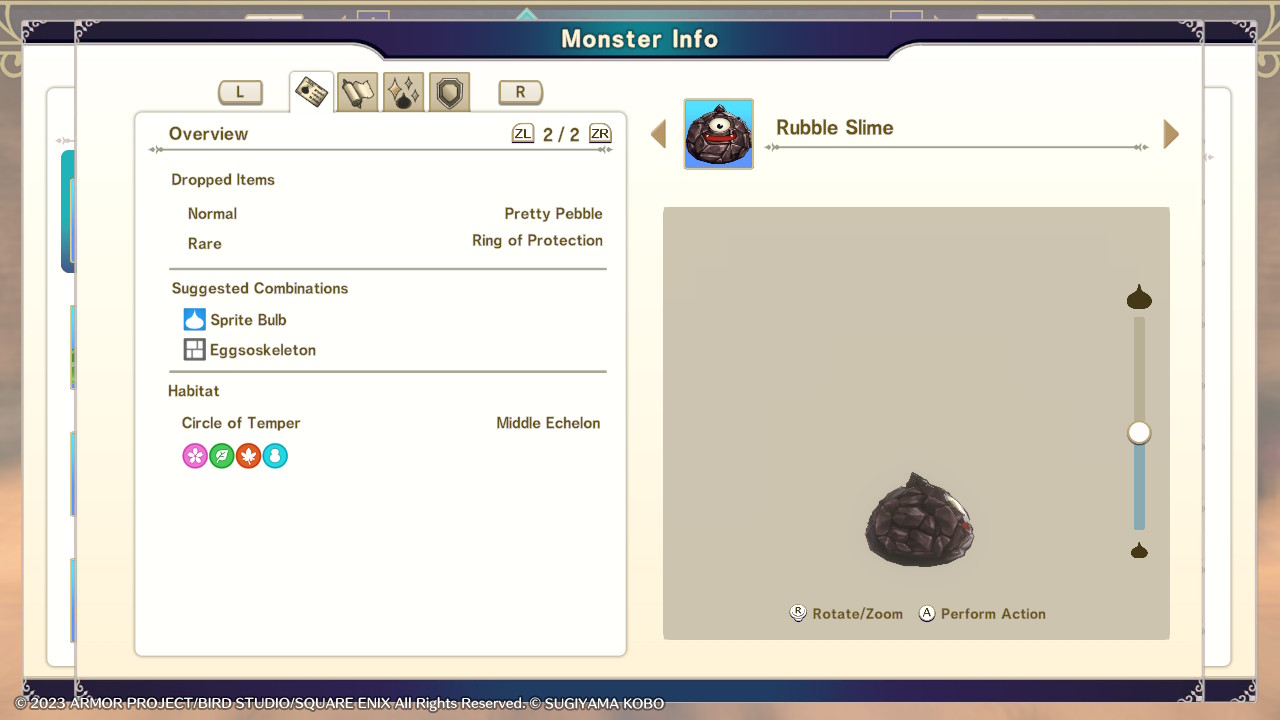 Monster Info
L
R
Overview
ZL 2 / 2 ZR
Dropped Items
Normal Pretty Pebble
Rare Ring of Protection
Suggested Combinations
Sprite Bulb
Eggsoskeleton
Habitat
Circle of Temper Middle Echelon
Rubble Slime
R Rotate/Zoom A Perform Action
© 2023 ARMOR PROJECT/BIRD STUDIO/SQUARE ENIX All Rights Reserved. © SUGIYAMA KOBO